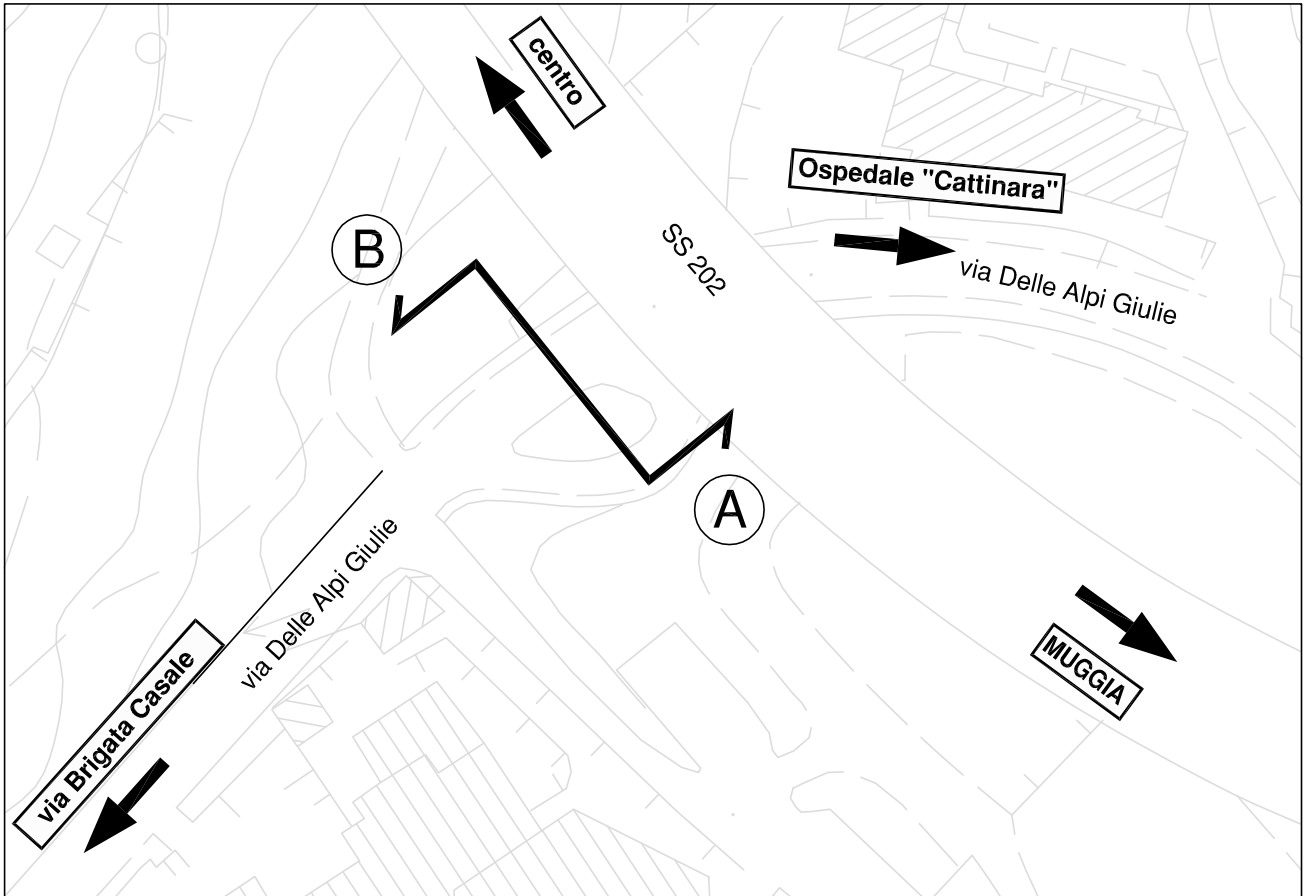 centro
Ospedale "Cattinara"
SS 202
B
via Delle Alpi Giulie
A
via Delle Alpi Giulie
MUGGIA
via Brigata Casale